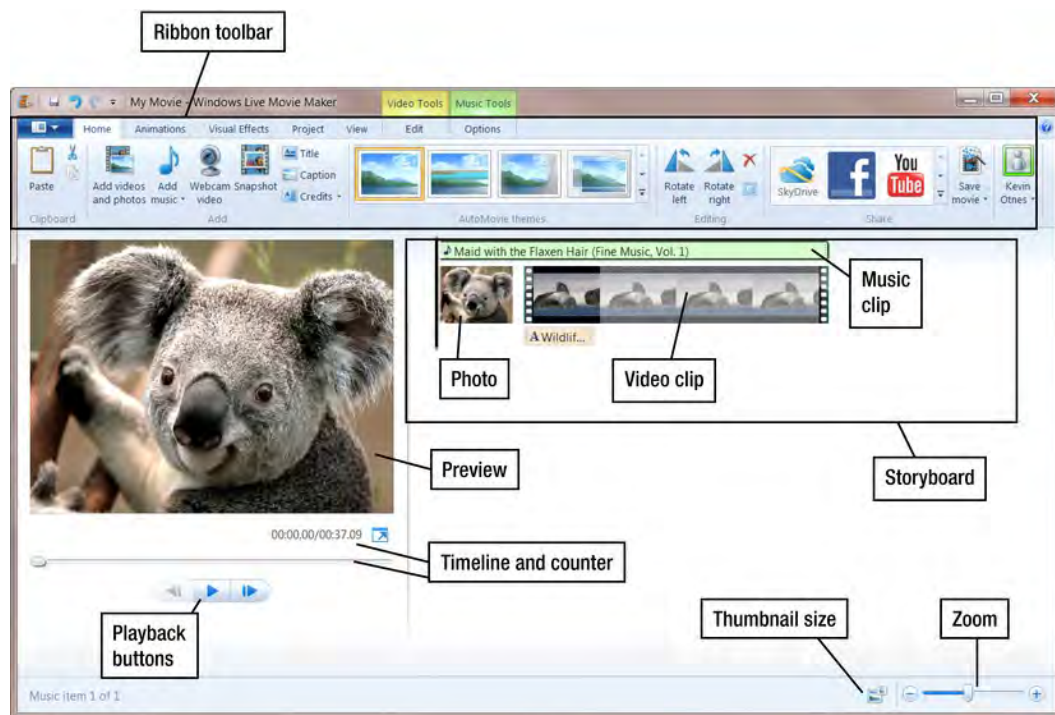 Ribbon toolbar
My Movie - Windows Live Movie Maker
Video Tools
Music Tools
Home
Animations
Visual Effects
Project
View
Edit
Options
Paste
Add videos
and photos
Add
music
Webcam
video
Snapshot
Title
Caption
Credits
SkyDrive
f
You
Tube
Rotate
left
Rotate
right
Save
movie
Kevin
Otnes
Clipboard
Add
AutoMovie themes
Editing
Share
Maid with the Flaxen Hair (Fine Music, Vol. 1)
Music
clip
A Wildlif...
Photo
Video clip
Preview
Storyboard
00:00.00/00:37.09
Timeline and counter
Playback
buttons
Thumbnail size
Zoom
Music item 1 of 1